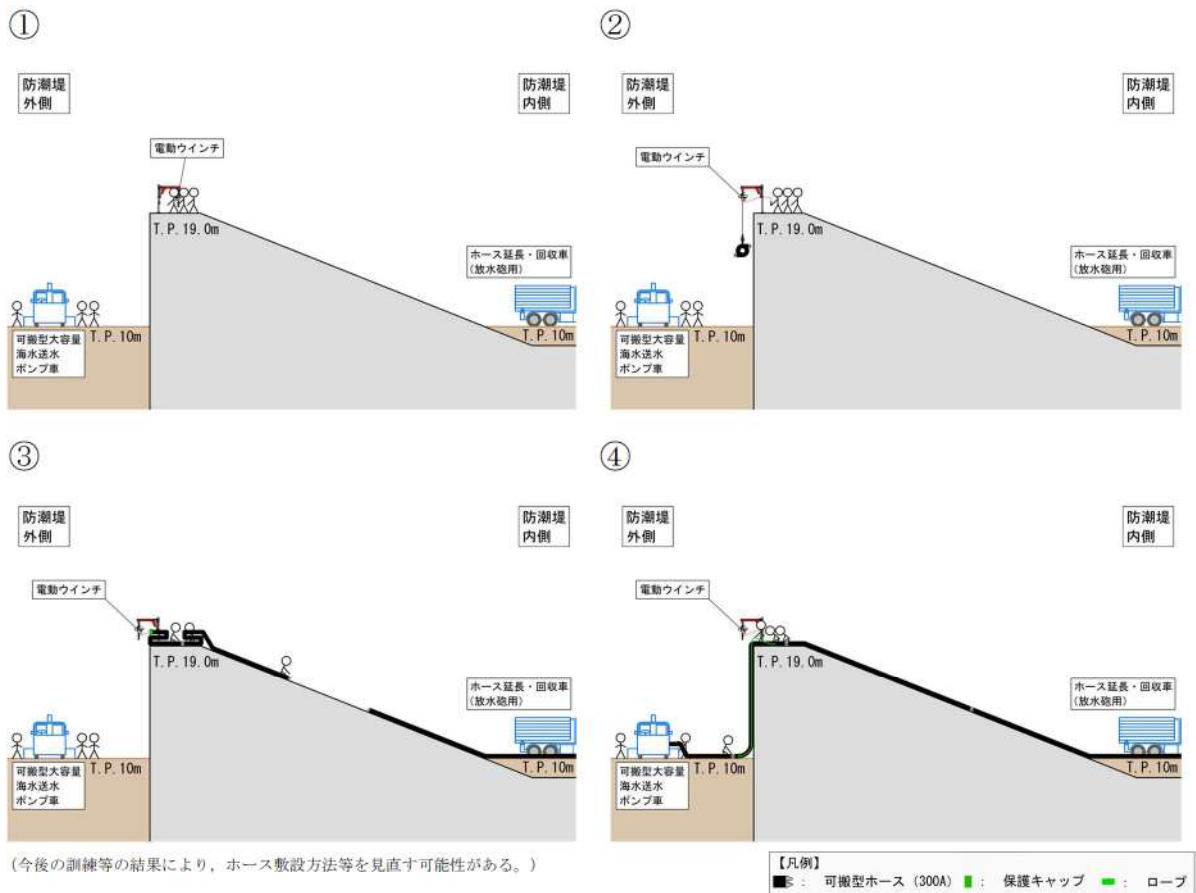 ①
防潮堤
外側
防潮堤
内側
電動ウインチ
T.P.19.0m
ホース延長・回収車
(放水砲用)
T.P.10m
T.P.10m
可搬型大容量
海水送水
ポンプ車
②
防潮堤
外側
防潮堤
内側
電動ウインチ
T.P.19.0m
ホース延長・回収車
(放水砲用)
T.P.10m
T.P.10m
可搬型大容量
海水送水
ポンプ車
③
防潮堤
外側
防潮堤
内側
電動ウインチ
T.P.19.0m
ホース延長・回収車
(放水砲用)
T.P.10m
T.P.10m
可搬型大容量
海水送水
ポンプ車
④
防潮堤
外側
防潮堤
内側
電動ウインチ
T.P.19.0m
ホース延長・回収車
(放水砲用)
T.P.10m
T.P.10m
可搬型大容量
海水送水
ポンプ車
(今後の訓練等の結果により，ホース敷設方法等を見直す可能性がある。)
【凡例】
： 可搬型ホース (300A) ： 保護キャップ ： ロープ